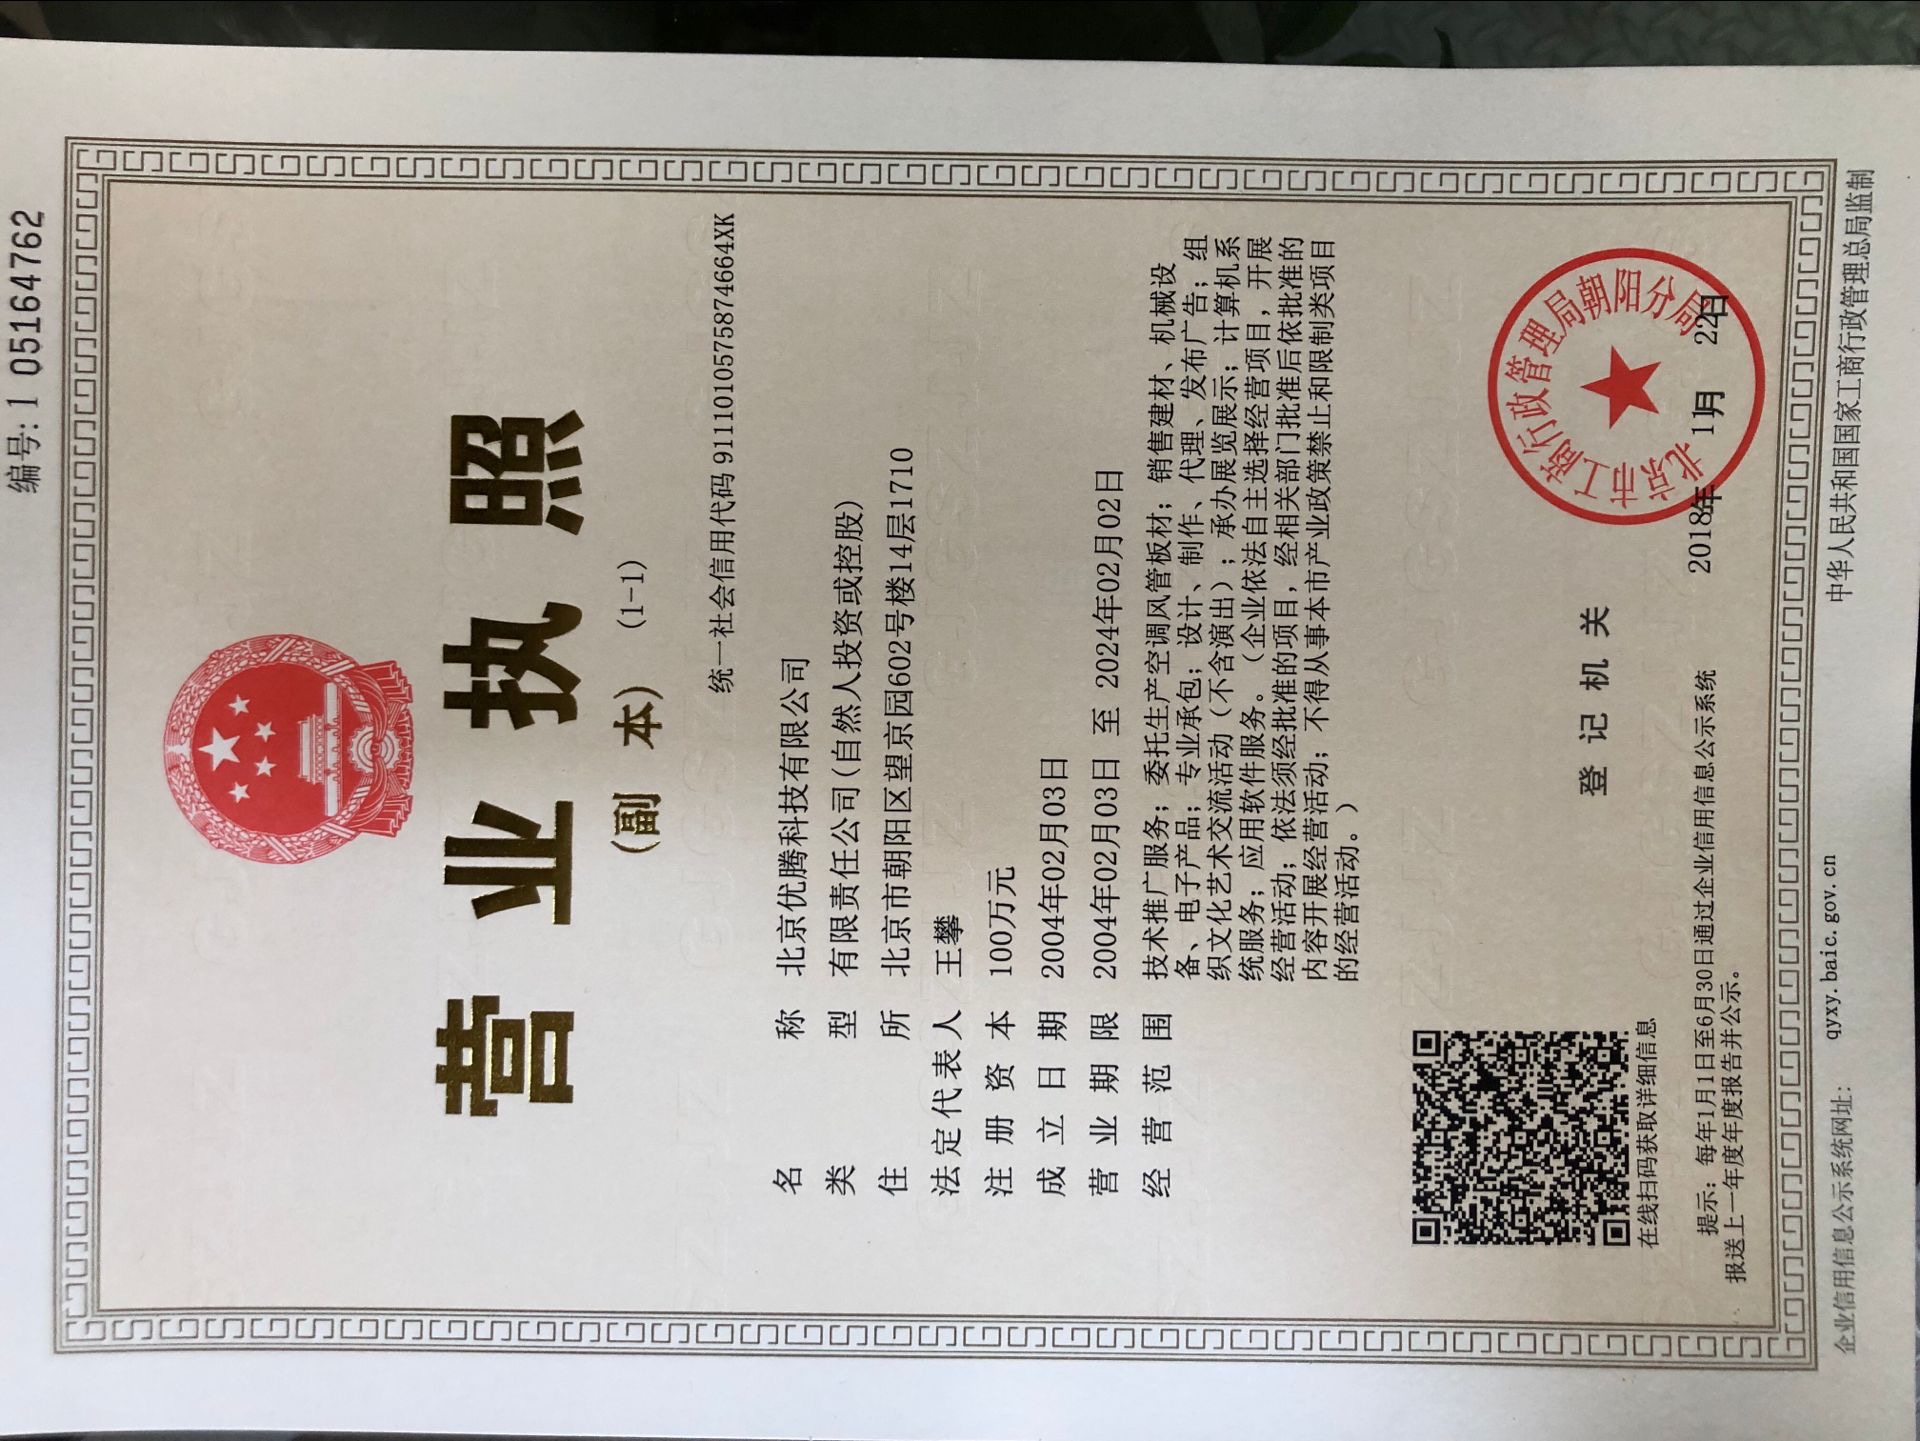 编号:1 05164762
营业执照
(副 本) (1-1)
统一社会信用代码 9111010575874664XK
名称 北京优腾科技有限公司
类型 有限责任公司(自然人投资或控股)
住所 北京市朝阳区望京园602号楼14层1710
法定代表人 王攀
注册资本 100万元
成立日期 2004年02月03日
营业期限 2004年02月03日 至 2024年02月02日
经营范围 技术推广服务；委托生产空调风管板材；销售建材、机械设
备、电子产品；专业承包；设计、制作、代理、发布广告；组
织文化艺术交流活动（不含演出）；承办展览展示；计算机系
统服务；应用软件服务。（企业依法自主选择经营项目，开展
经营活动；依法须经批准的项目，经相关部门批准后依批准的
内容开展经营活动；不得从事本市产业政策禁止和限制类项目
的经营活动。）
在线扫码获取详细信息
登记机关
北京市工商行政管理局朝阳分局
2018年 11月 22日
提示：每年1月1日至6月30日通过企业信用信息公示系统
报送上一年度年度报告并公示。
企业信用信息公示系统网址: qyxy.baic.gov.cn 中华人民共和国国家工商行政管理总局监制